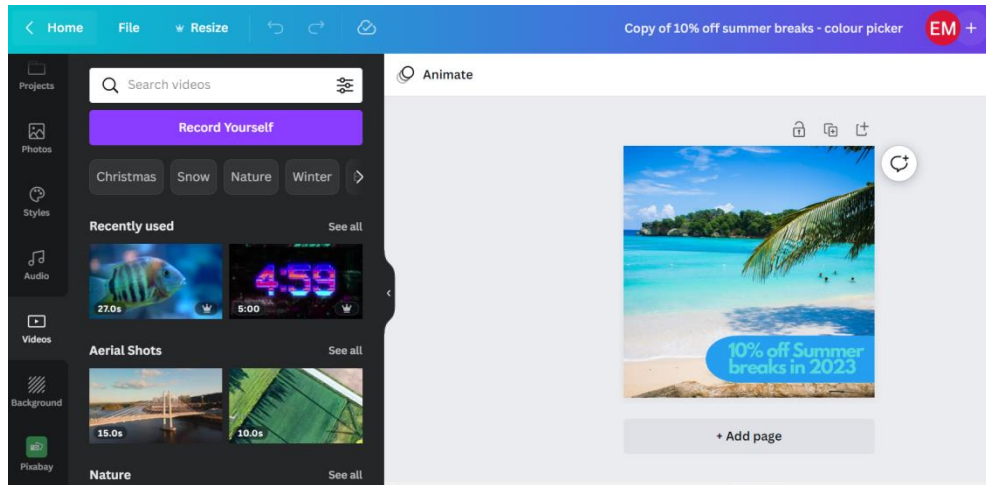 Home File Resize Copy of 10% off summer breaks - colour picker EM +
Projects
Photos
Styles
Audio
Videos
Background
Pixabay
Search videos
Record Yourself
Christmas Snow Nature Winter
Recently used See all
27.0s 4:59 5:00
Aerial Shots See all
15.0s 10.0s
Nature See all
Animate
10% off Summer
breaks in 2023
+ Add page